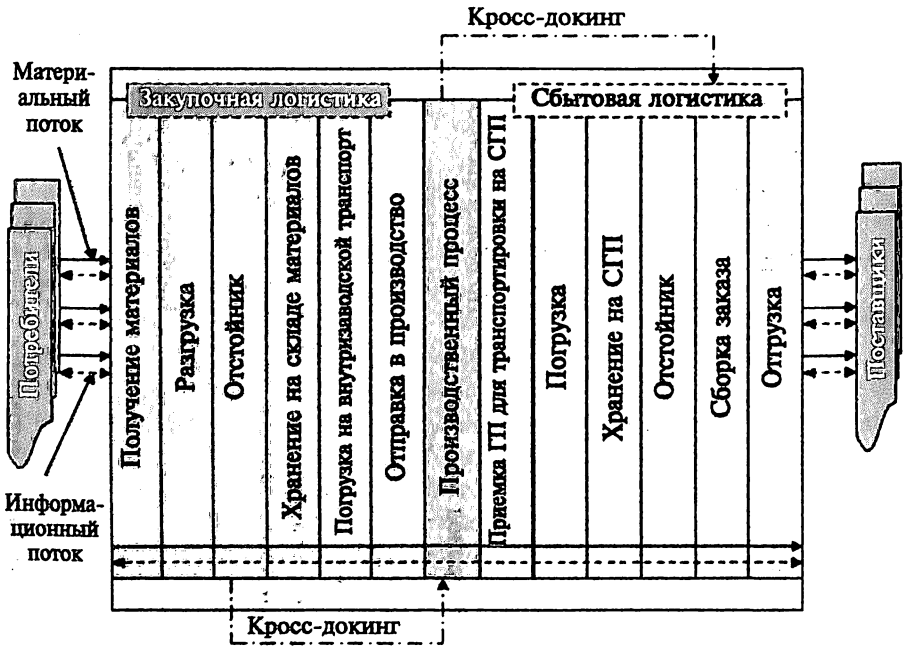 Кросс-докинг
Матери-
альный
поток
Закупочная логистика
Сбытовая логистика
Потребители
Получение материалов
Разгрузка
Отстойник
Хранение на складе материалов
Погрузка на внутризаводской транспорт
Отправка в производство
Производственный процесс
Приемка ГП для транспортировки на СГП
Погрузка
Хранение на СГП
Отстойник
Сборка заказа
Отгрузка
Поставщики
Информа-
ционный
поток
Кросс-докинг